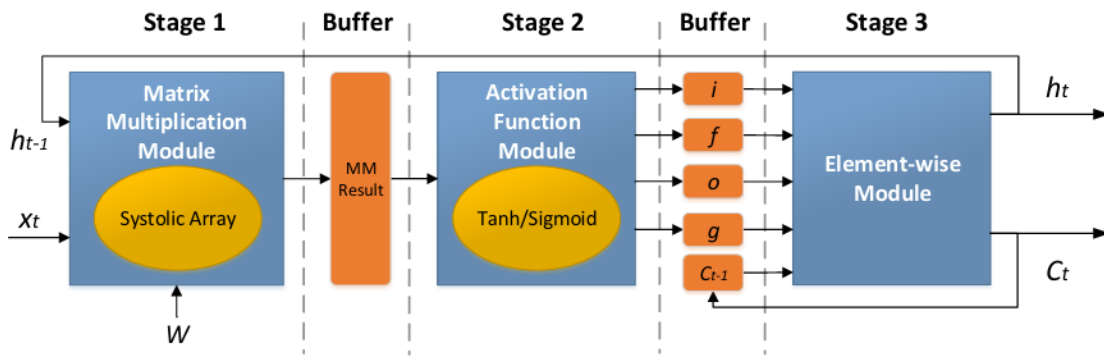 Stage 1
Buffer
Stage 2
Buffer
Stage 3
Matrix
Multiplication
Module
Systolic Array
ht-1
xt
W
MM
Result
Activation
Function
Module
Tanh/Sigmoid
i
f
o
g
Ct-1
Element-wise
Module
ht
Ct